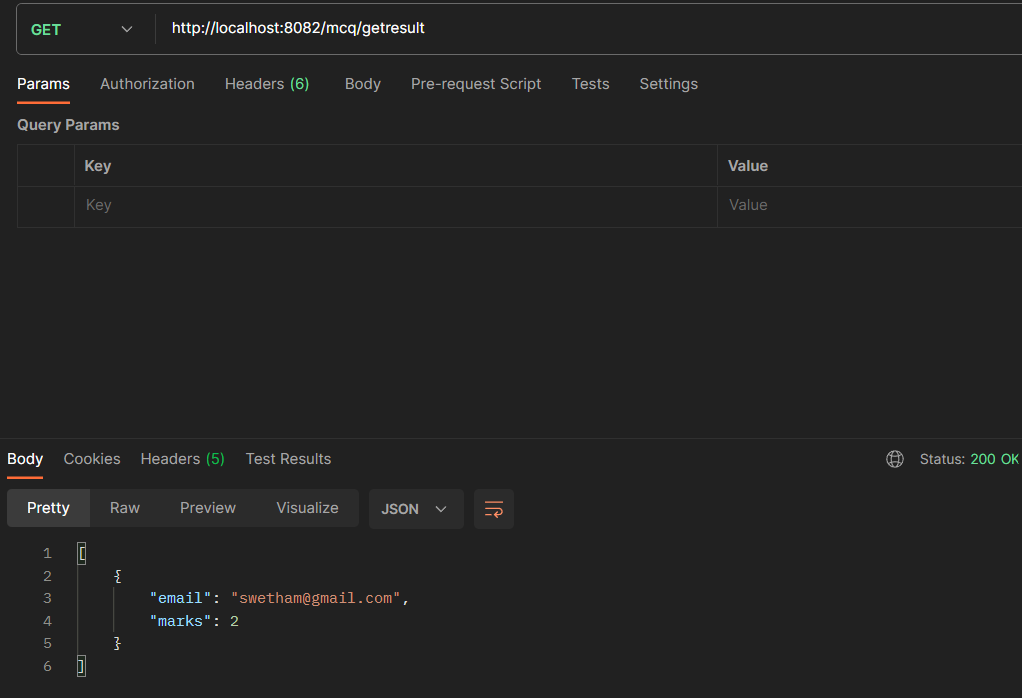 GET http://localhost:8082/mcq/getresult
Params Authorization Headers (6) Body Pre-request Script Tests Settings
Query Params
Key Value
Key Value
Body Cookies Headers (5) Test Results Status: 200 OK
Pretty Raw Preview Visualize JSON
1 [
2 {
3 "email": "swetham@gmail.com",
4 "marks": 2
5 }
6 ]